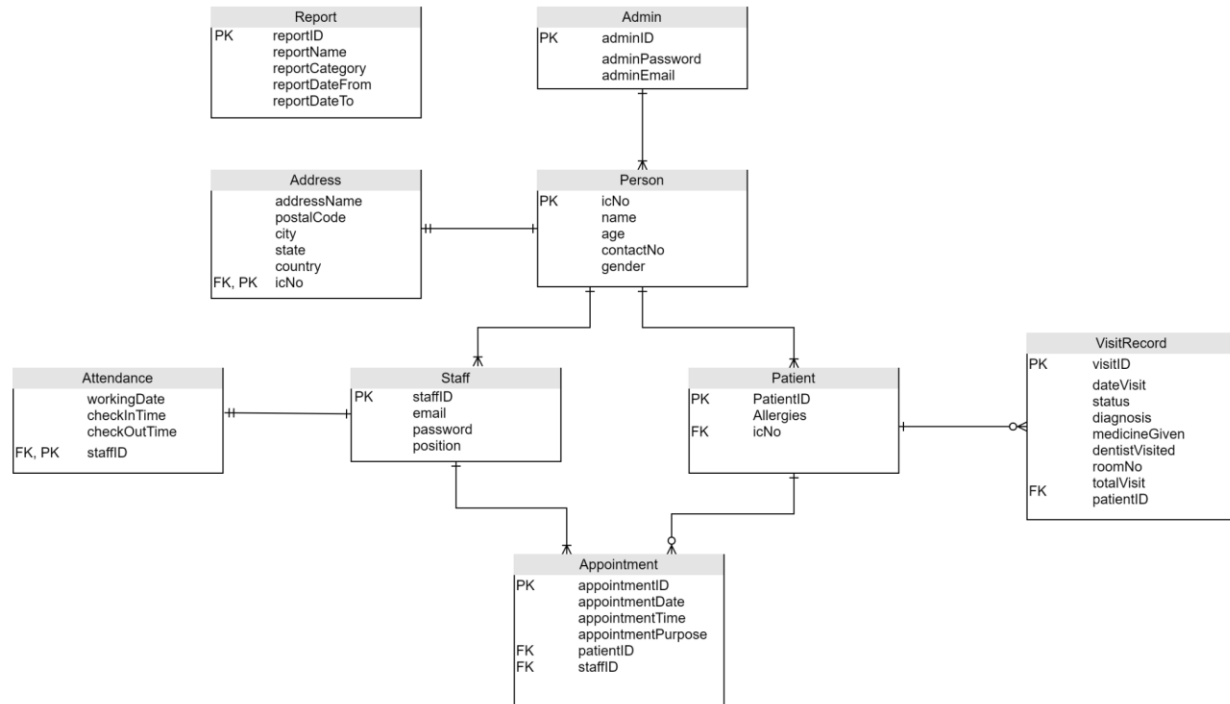 Report
PK reportID
reportName
reportCategory
reportDateFrom
reportDateTo
Admin
PK adminID
adminPassword
adminEmail
Address
addressName
postalCode
city
state
country
FK, PK icNo
Person
PK icNo
name
age
contactNo
gender
Attendance
workingDate
checkInTime
checkOutTime
FK, PK staffID
Staff
PK staffID
email
password
position
Patient
PK PatientID
Allergies
FK icNo
VisitRecord
PK visitID
dateVisit
status
diagnosis
medicineGiven
dentistVisited
roomNo
totalVisit
FK patientID
Appointment
PK appointmentID
appointmentDate
appointmentTime
appointmentPurpose
FK patientID
FK staffID